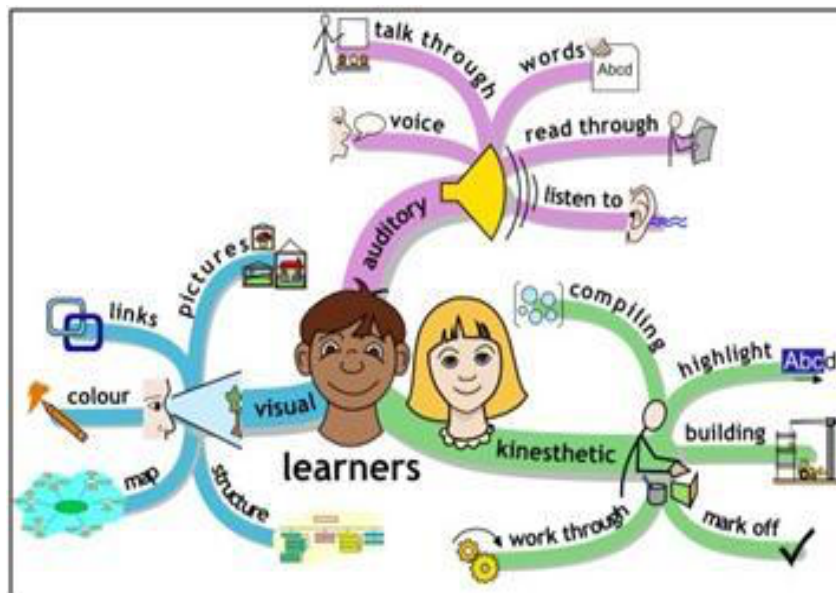 talk through
words
Abcd
voice
read through
listen to
auditory
pictures
links
colour
visual
map
structure
learners
compiling
highlight
Abcd
building
kinesthetic
work through
mark off